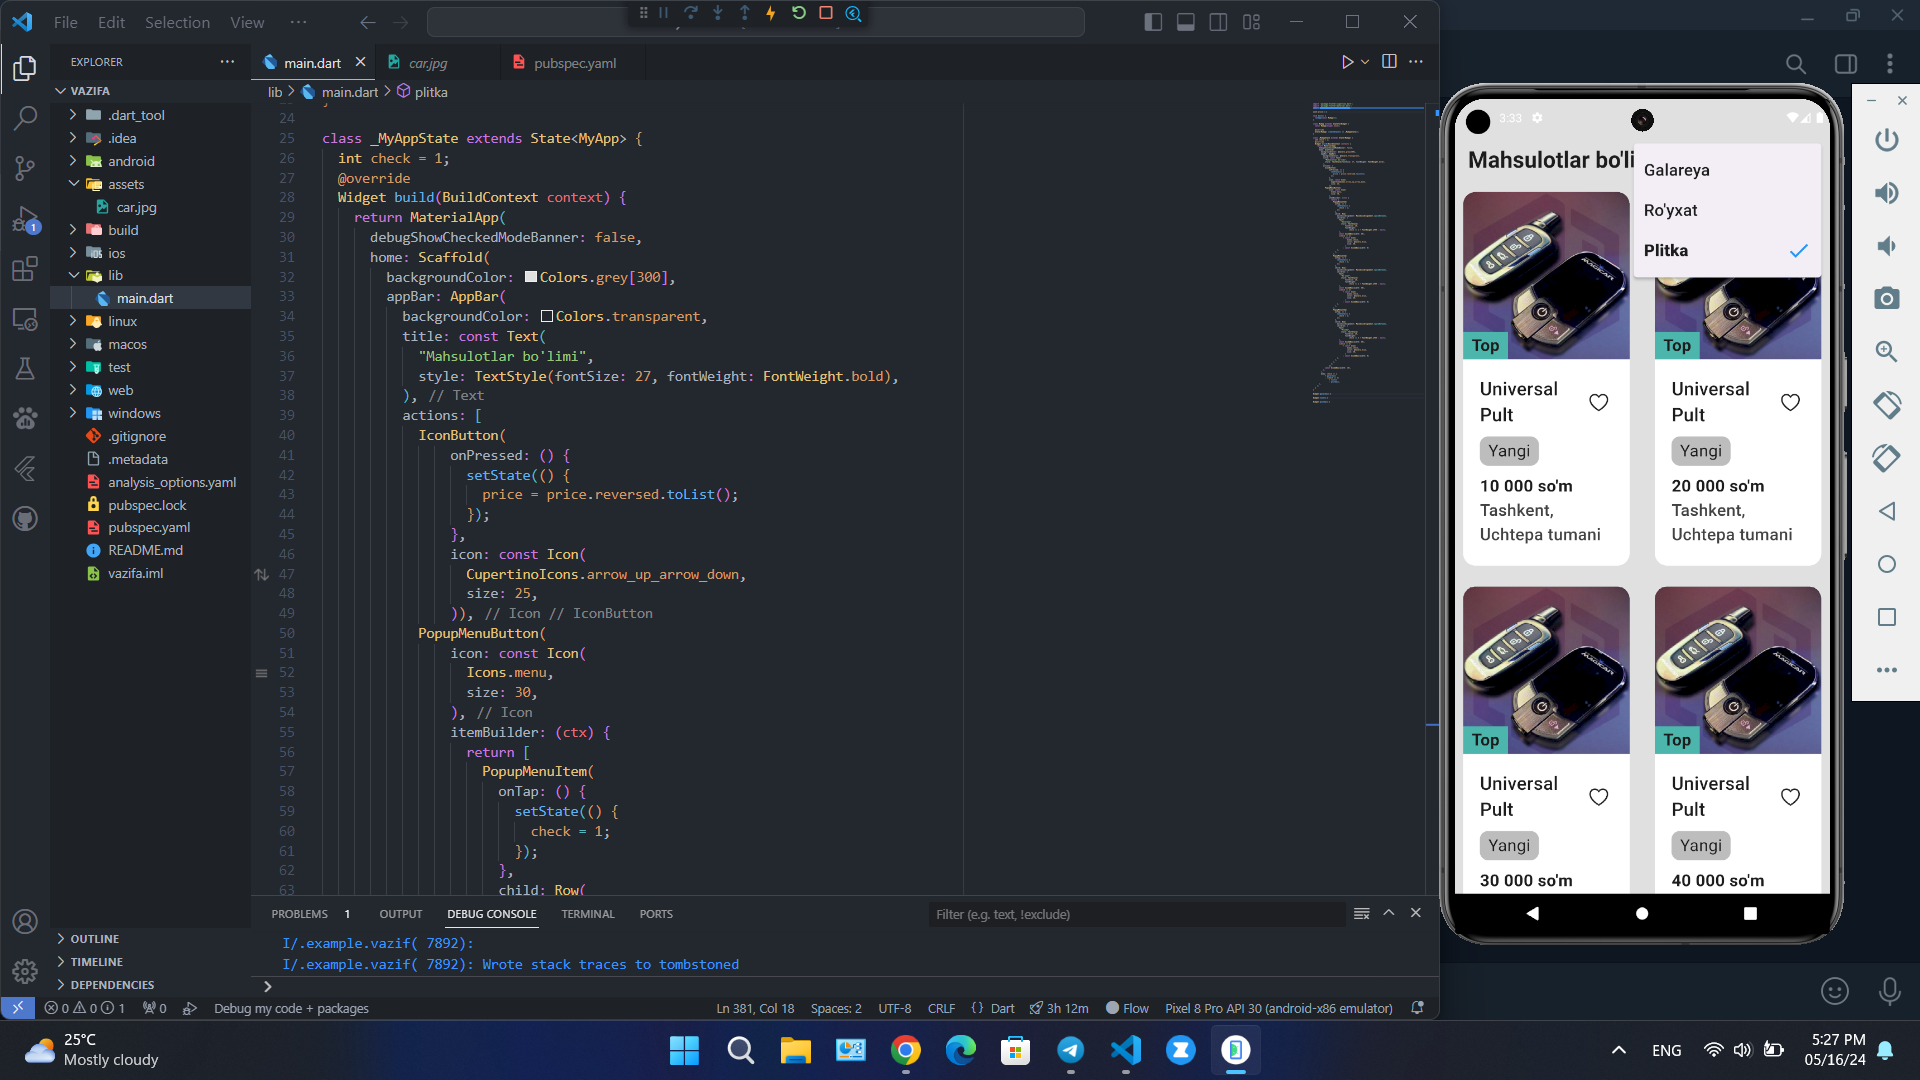 File Edit Selection View ···
EXPLORER ···
VAZIFA
.dart_tool
.idea
android
assets
car.jpg
build
ios
lib
main.dart
linux
macos
test
web
windows
.gitignore
.metadata
analysis_options.yaml
pubspec.lock
pubspec.yaml
README.md
vazifa.iml
OUTLINE
TIMELINE
DEPENDENCIES
1
main.dart car.jpg pubspec.yaml
lib > main.dart > plitka
24
25 class _MyAppState extends State<MyApp> {
26 int check = 1;
27 @override
28 Widget build(BuildContext context) {
29 return MaterialApp(
30 debugShowCheckedModeBanner: false,
31 home: Scaffold(
32 backgroundColor: Colors.grey[300],
33 appBar: AppBar(
34 backgroundColor: Colors.transparent,
35 title: const Text(
36 "Mahsulotlar bo'limi",
37 style: TextStyle(fontSize: 27, fontWeight: FontWeight.bold),
38 ), // Text
39 actions: [
40 IconButton(
41 onPressed: () {
42 setState(() {
43 price = price.reversed.toList();
44 });
45 },
46 icon: const Icon(
47 CupertinoIcons.arrow_up_arrow_down,
48 size: 25,
49 )), // Icon // IconButton
50 PopupMenuButton(
51 icon: const Icon(
52 Icons.menu,
53 size: 30,
54 ), // Icon
55 itemBuilder: (ctx) {
56 return [
57 PopupMenuItem(
58 onTap: () {
59 setState(() {
60 check = 1;
61 });
62 },
63 child: Row(
PROBLEMS 1 OUTPUT DEBUG CONSOLE TERMINAL PORTS
Filter (e.g. text, !exclude)
I/.example.vazif( 7892):
I/.example.vazif( 7892): Wrote stack traces to tombstoned
0 0 1 0 Debug my code + packages
Ln 381, Col 18 Spaces: 2 UTF-8 CRLF {} Dart 3h 12m Flow Pixel 8 Pro API 30 (android-x86 emulator)
3:33
Mahsulotlar bo'li
Galareya
Ro'yxat
Plitka
Top Top
Universal Pult
Yangi
10 000 so'm
Tashkent,
Uchtepa tumani
Universal Pult
Yangi
20 000 so'm
Tashkent,
Uchtepa tumani
Top Top
Universal Pult
Yangi
30 000 so'm
Universal Pult
Yangi
40 000 so'm
25°C
Mostly cloudy
ENG
5:27 PM
05/16/24